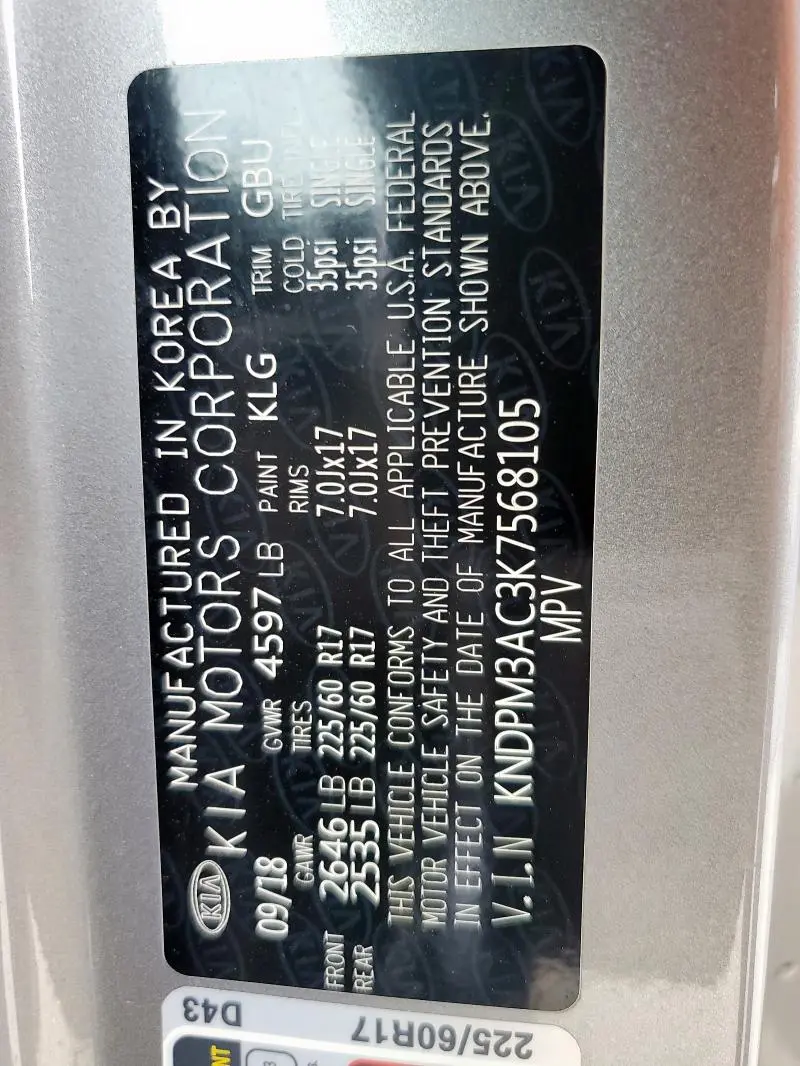 MANUFACTURED IN KOREA BY
KIA KIA MOTORS CORPORATION
09/18 GVWR 4597 LB PAINT KLG TRIM GBU
GAWR TIRES RIMS COLD TIRE INFL
FRONT 2646 LB 225/60 R17 7.0Jx17 35psi SINGLE
REAR 2535 LB 225/60 R17 7.0Jx17 35psi SINGLE
THIS VEHICLE CONFORMS TO ALL APPLICABLE U.S.A. FEDERAL
MOTOR VEHICLE SAFETY AND THEFT PREVENTION STANDARDS
IN EFFECT ON THE DATE OF MANUFACTURE SHOWN ABOVE.
V.I.N KNDPM3AC3K7568105
MPV
D43
225/60R17